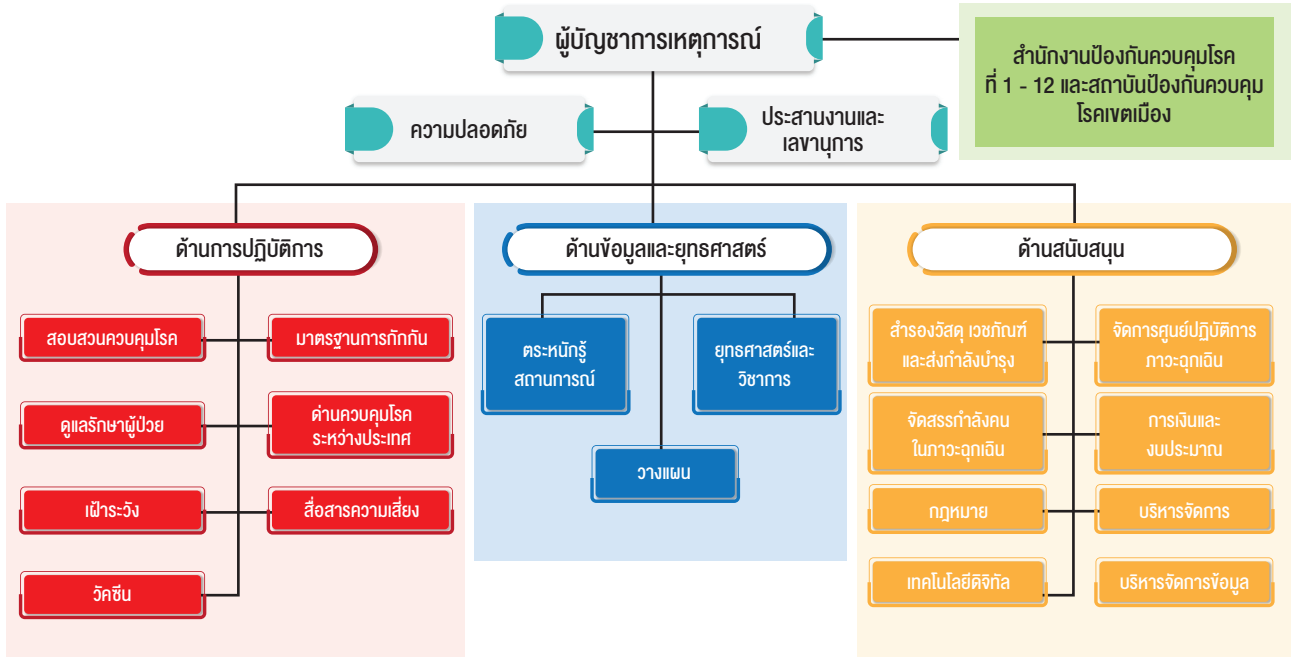 ผู้บัญชาการเหตุการณ์
สำนักงานป้องกันควบคุมโรค
ที่ 1 - 12 และสถาบันป้องกันควบคุม
โรคเขตเมือง
ความปลอดภัย
ประสานงานและ
เลขานุการ
ด้านการปฏิบัติการ
สอบสวนควบคุมโรค
มาตรฐานการกักกัน
ดูแลรักษาผู้ป่วย
ด่านควบคุมโรค
ระหว่างประเทศ
เฝ้าระวัง
สื่อสารความเสี่ยง
วัคซีน
ด้านข้อมูลและยุทธศาสตร์
ตระหนักรู้
สถานการณ์
ยุทธศาสตร์และ
วิชาการ
วางแผน
ด้านสนับสนุน
สำรองวัสดุ เวชภัณฑ์
และส่งกำลังบำรุง
จัดการศูนย์ปฏิบัติการ
ภาวะฉุกเฉิน
จัดสรรกำลังคน
ในภาวะฉุกเฉิน
การเงินและ
งบประมาณ
กฎหมาย
บริหารจัดการ
เทคโนโลยีดิจิทัล
บริหารจัดการข้อมูล